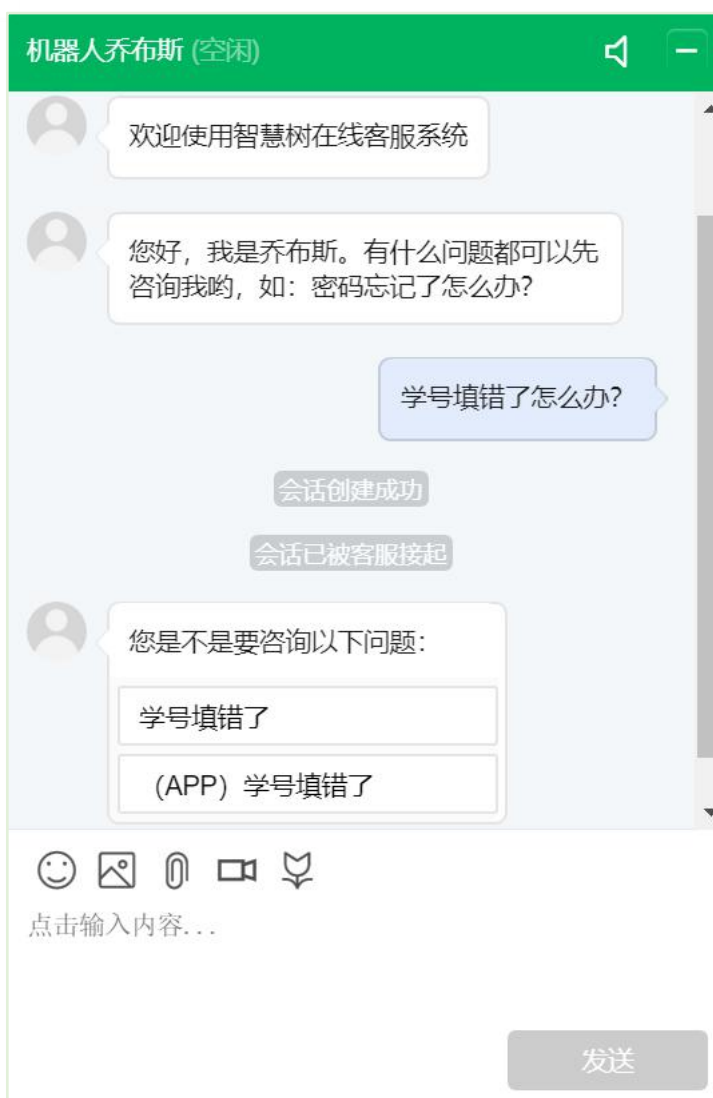 机器人乔布斯 (空闲)
欢迎使用智慧树在线客服系统
您好，我是乔布斯。有什么问题都可以先
咨询我哟，如：密码忘记了怎么办？
学号填错了怎么办？
会话创建成功
会话已被客服接起
您是不是要咨询以下问题：
学号填错了
（APP）学号填错了
点击输入内容...
发送